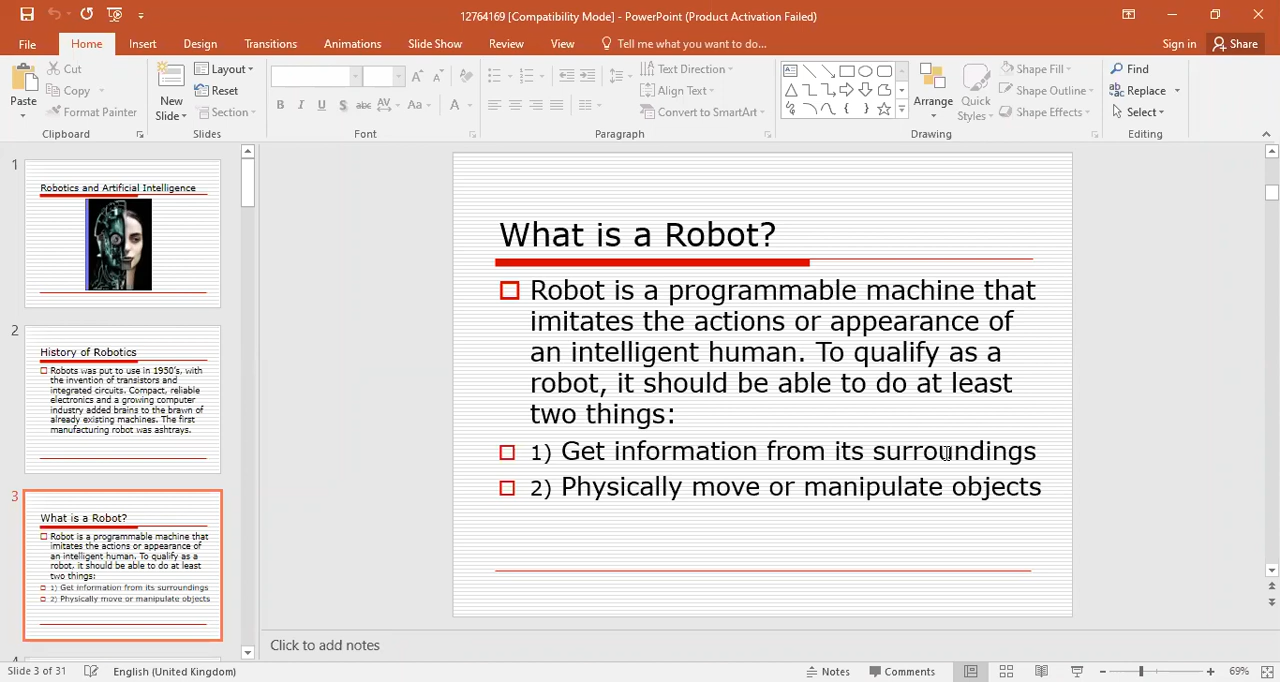 12764169 [Compatibility Mode] - PowerPoint (Product Activation Failed)
File Home Insert Design Transitions Animations Slide Show Review View Tell me what you want to do... Sign in Share
Paste
Cut
Copy
Format Painter
Clipboard
New
Slide
Layout
Reset
Section
Slides
B I U S abc AV Aa A
Font
Text Direction
Align Text
Convert to SmartArt
Paragraph
Arrange
Quick
Styles
Shape Fill
Shape Outline
Shape Effects
Drawing
Find
Replace
Select
Editing
1
Robotics and Artificial Intelligence
2
History of Robotics
Robots was put to use in 1950's, with
the invention of transistors and
integrated circuits. Compact, reliable
electronics and a growing computer
industry added brains to the brawn of
already existing machines. The first
manufacturing robot was ashtrays.
3
What is a Robot?
Robot is a programmable machine that
imitates the actions or appearance of
an intelligent human. To qualify as a
robot, it should be able to do at least
two things:
1) Get information from its surroundings
2) Physically move or manipulate objects
What is a Robot?
Robot is a programmable machine that
imitates the actions or appearance of
an intelligent human. To qualify as a
robot, it should be able to do at least
two things:
1) Get information from its surroundings
2) Physically move or manipulate objects
Click to add notes
Slide 3 of 31 English (United Kingdom) Notes Comments 69%